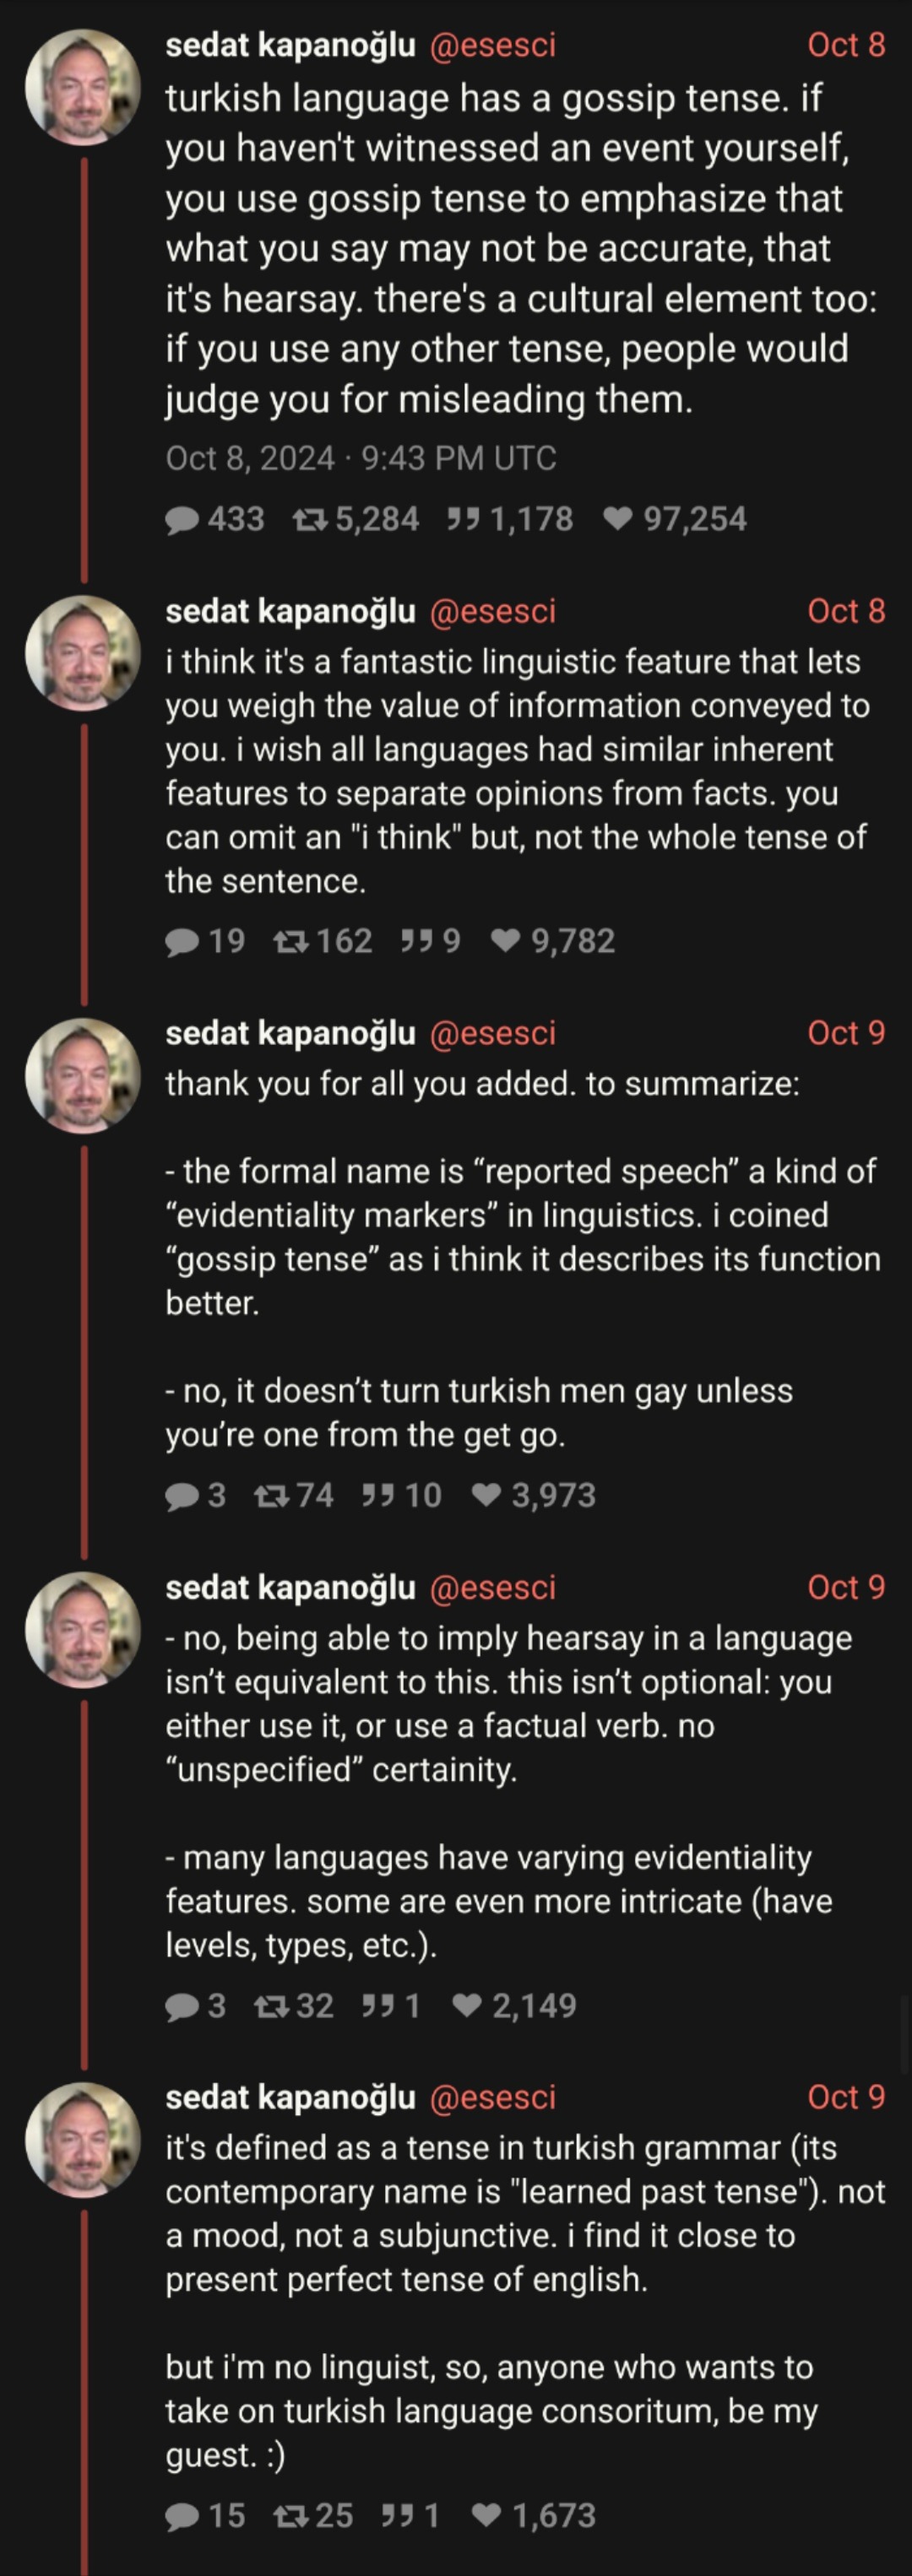 sedat kapanoğlu @esesci Oct 8
turkish language has a gossip tense. if
you haven't witnessed an event yourself,
you use gossip tense to emphasize that
what you say may not be accurate, that
it's hearsay. there's a cultural element too:
if you use any other tense, people would
judge you for misleading them.
Oct 8, 2024 · 9:43 PM UTC
433 5,284 1,178 97,254
sedat kapanoğlu @esesci Oct 8
i think it's a fantastic linguistic feature that lets
you weigh the value of information conveyed to
you. i wish all languages had similar inherent
features to separate opinions from facts. you
can omit an "i think" but, not the whole tense of
the sentence.
19 162 9 9,782
sedat kapanoğlu @esesci Oct 9
thank you for all you added. to summarize:
- the formal name is “reported speech” a kind of
“evidentiality markers” in linguistics. i coined
“gossip tense” as i think it describes its function
better.
- no, it doesn’t turn turkish men gay unless
you’re one from the get go.
3 74 10 3,973
sedat kapanoğlu @esesci Oct 9
- no, being able to imply hearsay in a language
isn’t equivalent to this. this isn’t optional: you
either use it, or use a factual verb. no
“unspecified” certainity.
- many languages have varying evidentiality
features. some are even more intricate (have
levels, types, etc.).
3 32 1 2,149
sedat kapanoğlu @esesci Oct 9
it's defined as a tense in turkish grammar (its
contemporary name is "learned past tense"). not
a mood, not a subjunctive. i find it close to
present perfect tense of english.
but i'm no linguist, so, anyone who wants to
take on turkish language consoritum, be my
guest. :)
15 25 1 1,673